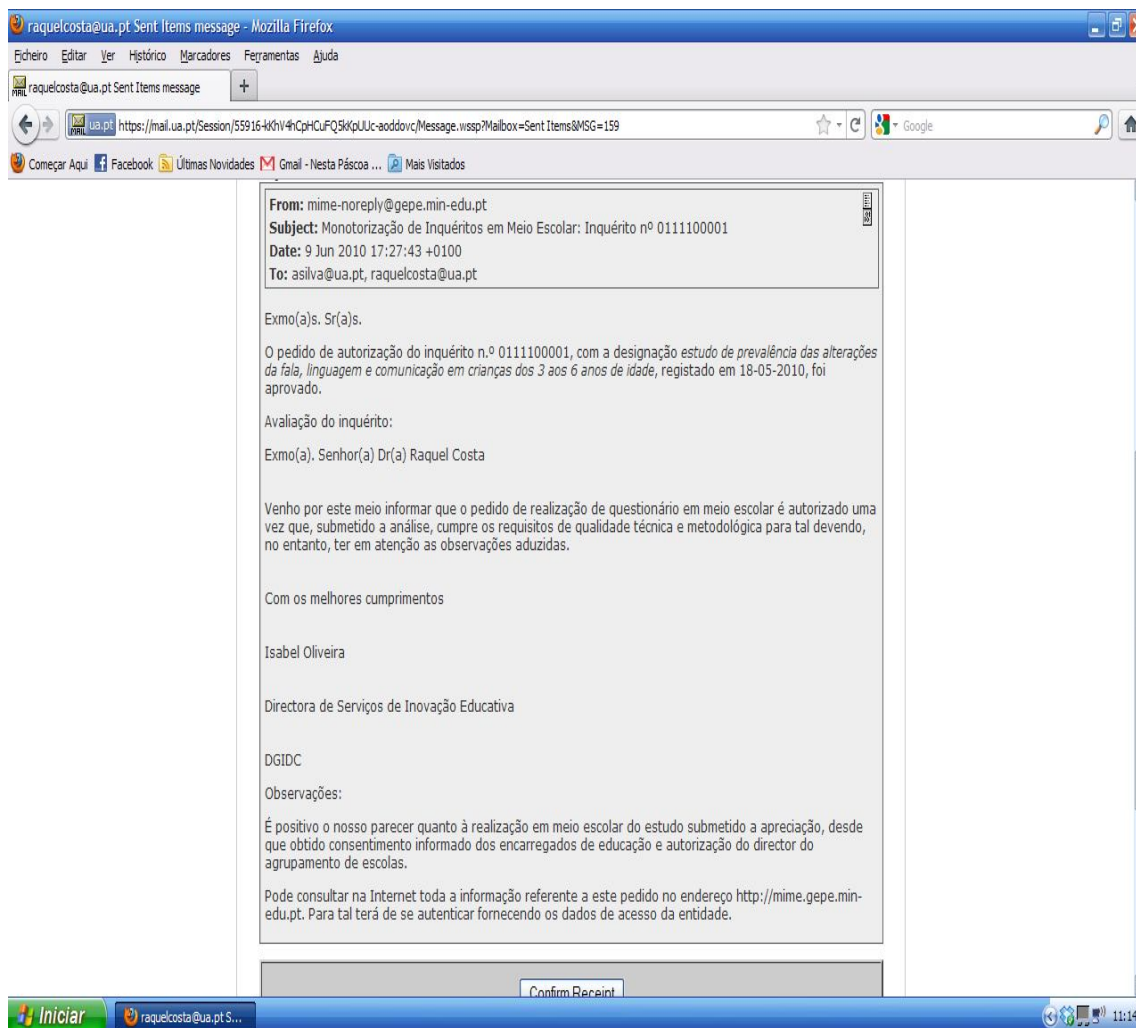 raquelcosta@ua.pt Sent Items message - Mozilla Firefox
Ficheiro Editar Ver Histórico Marcadores Ferramentas Ajuda
MAIL raquelcosta@ua.pt Sent Items message +
MAIL ua.pt https://mail.ua.pt/Session/55916-kKhV4hCpHCuFQ5kKpUUc-aoddovc/Message.wssp?Mailbox=Sent Items&MSG=159 Google
Começar Aqui Facebook Últimas Novidades Gmail - Nesta Páscoa ... Mais Visitados
From: mime-noreply@gepe.min-edu.pt
Subject: Monotorização de Inquéritos em Meio Escolar: Inquérito nº 0111100001
Date: 9 Jun 2010 17:27:43 +0100
To: asilva@ua.pt, raquelcosta@ua.pt
Exmo(a)s. Sr(a)s.
O pedido de autorização do inquérito n.º 0111100001, com a designação estudo de prevalência das alterações
da fala, linguagem e comunicação em crianças dos 3 aos 6 anos de idade, registado em 18-05-2010, foi
aprovado.
Avaliação do inquérito:
Exmo(a). Senhor(a) Dr(a) Raquel Costa
Venho por este meio informar que o pedido de realização de questionário em meio escolar é autorizado uma
vez que, submetido a análise, cumpre os requisitos de qualidade técnica e metodológica para tal devendo,
no entanto, ter em atenção as observações aduzidas.
Com os melhores cumprimentos
Isabel Oliveira
Directora de Serviços de Inovação Educativa
DGIDC
Observações:
É positivo o nosso parecer quanto à realização em meio escolar do estudo submetido a apreciação, desde
que obtido consentimento informado dos encarregados de educação e autorização do director do
agrupamento de escolas.
Pode consultar na Internet toda a informação referente a este pedido no endereço http://mime.gepe.min-
edu.pt. Para tal terá de se autenticar fornecendo os dados de acesso da entidade.
Confirm Receipt
Iniciar raquelcosta@ua.pt S... 11:14